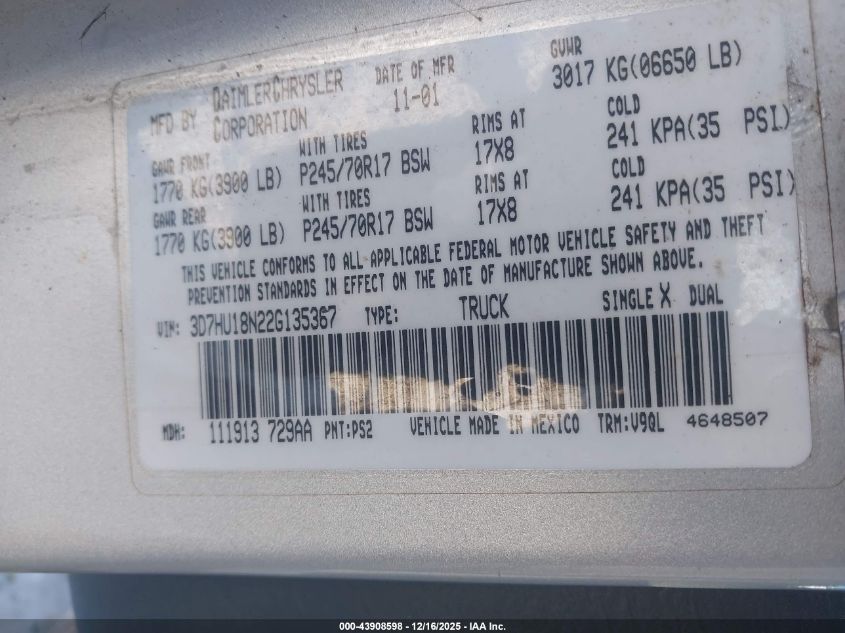 MFD BY DAIMLERCHRYSLER CORPORATION DATE OF MFR 11-01 GVWR 3017 KG(06650 LB)
GAWR FRONT WITH TIRES RIMS AT COLD
1770 KG(3900 LB) P245/70R17 BSW 17X8 241 KPA(35 PSI)
GAWR REAR WITH TIRES RIMS AT COLD
1770 KG(3900 LB) P245/70R17 BSW 17X8 241 KPA(35 PSI)
THIS VEHICLE CONFORMS TO ALL APPLICABLE FEDERAL MOTOR VEHICLE SAFETY AND THEFT
PREVENTION STANDARDS IN EFFECT ON THE DATE OF MANUFACTURE SHOWN ABOVE.
VIN: 3D7HU18N22G135367 TYPE: TRUCK SINGLE X DUAL
MDH: 111913 729AA PNT:PS2 VEHICLE MADE IN MEXICO TRM:V9QL 4648507
000-43908598 - 12/16/2025 - IAA Inc.